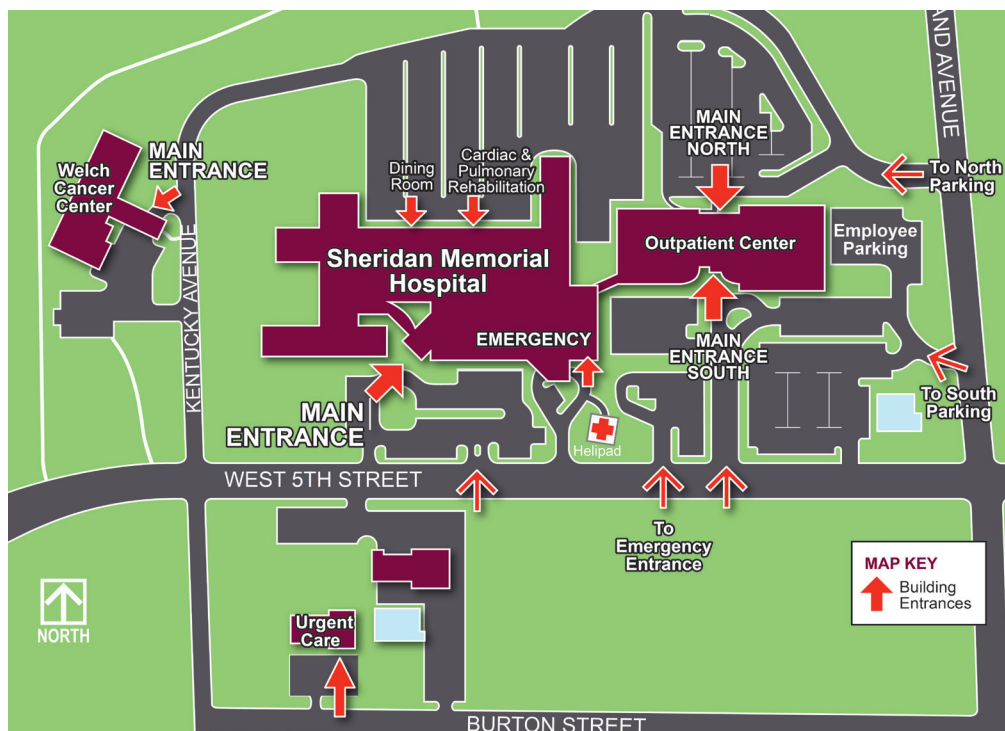 AND AVENUE
Welch
Cancer
Center
MAIN
ENTRANCE
Dining
Room
Cardiac &
Pulmonary
Rehabilitation
MAIN
ENTRANCE
NORTH
To North
Parking
Employee
Parking
Outpatient Center
Sheridan Memorial
Hospital
KENTUCKY AVENUE
EMERGENCY
MAIN
ENTRANCE
SOUTH
To South
Parking
MAIN
ENTRANCE
Helipad
WEST 5TH STREET
To
Emergency
Entrance
MAP KEY
Building
Entrances
NORTH
Urgent
Care
BURTON STREET